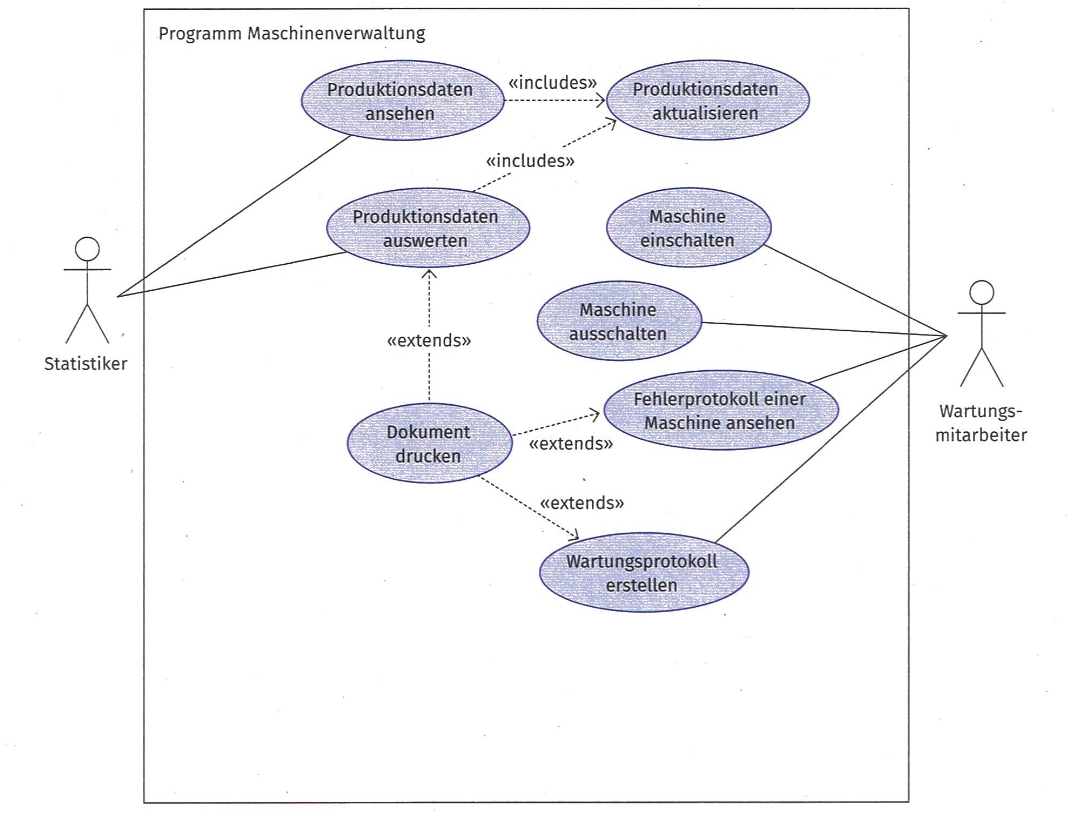 Programm Maschinenverwaltung
Produktionsdaten
ansehen
«includes»
Produktionsdaten
aktualisieren
«includes»
Produktionsdaten
auswerten
Maschine
einschalten
Statistiker
Maschine
ausschalten
«extends»
Fehlerprotokoll einer
Maschine ansehen
Wartungs-
mitarbeiter
Dokument
drucken
«extends»
«extends»
Wartungsprotokoll
erstellen